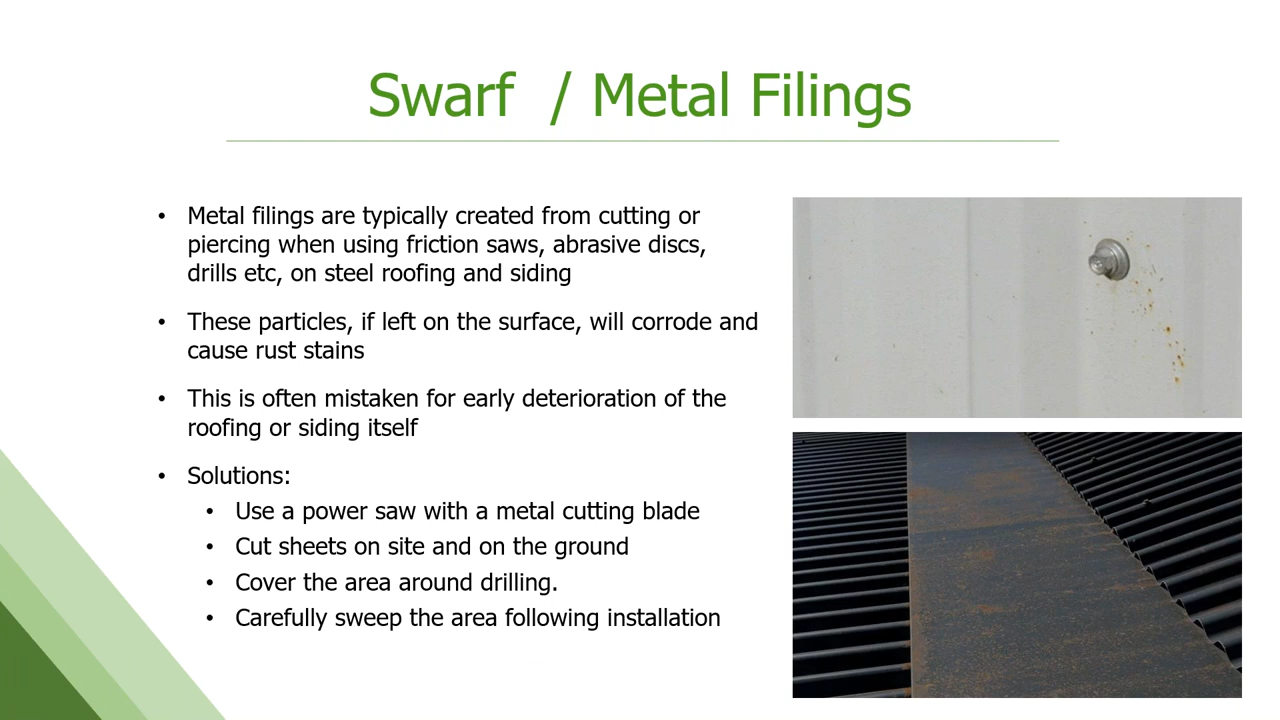 Swarf  / Metal Filings
• Metal filings are typically created from cutting or
piercing when using friction saws, abrasive discs,
drills etc, on steel roofing and siding
• These particles, if left on the surface, will corrode and
cause rust stains
• This is often mistaken for early deterioration of the
roofing or siding itself
• Solutions:
• Use a power saw with a metal cutting blade
• Cut sheets on site and on the ground
• Cover the area around drilling.
• Carefully sweep the area following installation